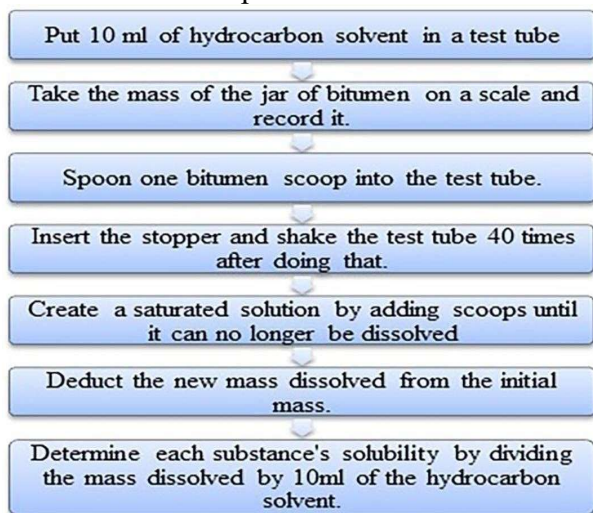 Put 10 ml of hydrocarbon solvent in a test tube
Take the mass of the jar of bitumen on a scale and
record it.
Spoon one bitumen scoop into the test tube.
Insert the stopper and shake the test tube 40 times
after doing that.
Create a saturated solution by adding scoops until
it can no longer be dissolved
Deduct the new mass dissolved from the initial
mass.
Determine each substance's solubility by dividing
the mass dissolved by 10ml of the hydrocarbon
solvent.